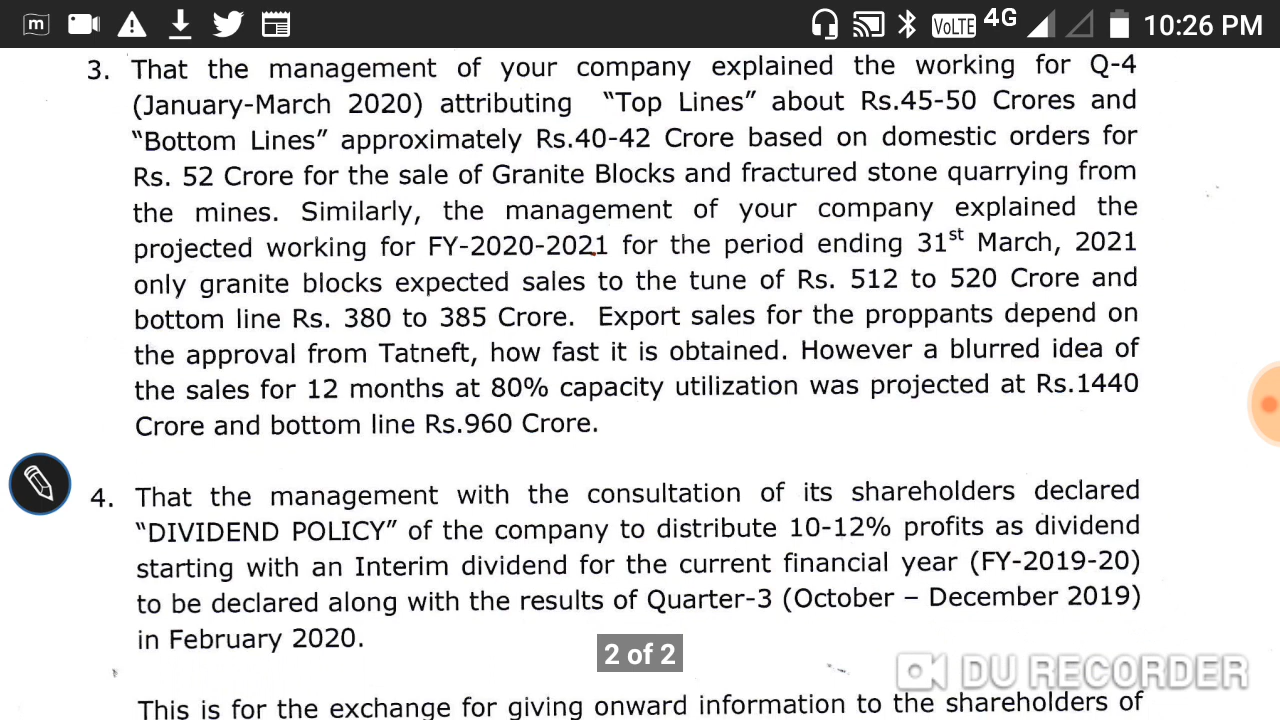 m VoLTE 4G 10:26 PM
3. That the management of your company explained the working for Q-4
(January-March 2020) attributing “Top Lines” about Rs.45-50 Crores and
“Bottom Lines” approximately Rs.40-42 Crore based on domestic orders for
Rs. 52 Crore for the sale of Granite Blocks and fractured stone quarrying from
the mines. Similarly, the management of your company explained the
projected working for FY-2020-2021 for the period ending 31st March, 2021
only granite blocks expected sales to the tune of Rs. 512 to 520 Crore and
bottom line Rs. 380 to 385 Crore. Export sales for the proppants depend on
the approval from Tatneft, how fast it is obtained. However a blurred idea of
the sales for 12 months at 80% capacity utilization was projected at Rs.1440
Crore and bottom line Rs.960 Crore.
4. That the management with the consultation of its shareholders declared
“DIVIDEND POLICY” of the company to distribute 10-12% profits as dividend
starting with an Interim dividend for the current financial year (FY-2019-20)
to be declared along with the results of Quarter-3 (October – December 2019)
in February 2020.
2 of 2
DU RECORDER
This is for the exchange for giving onward information to the shareholders of